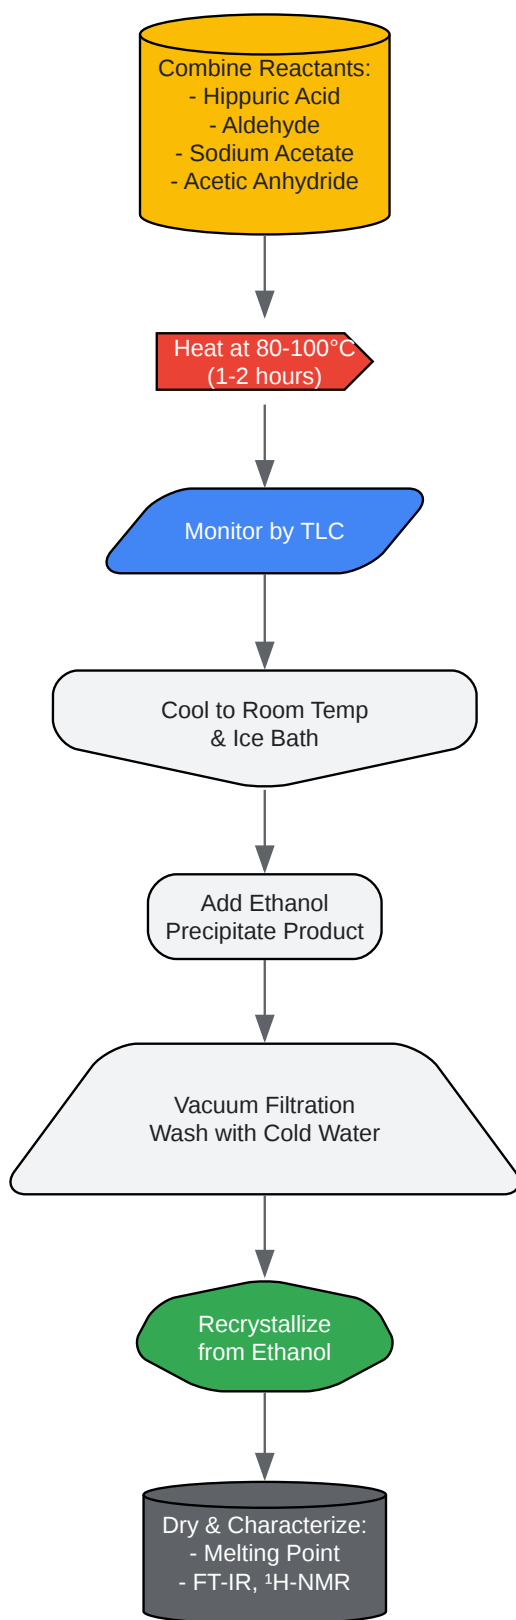 Combine Reactants:
- Hippuric Acid
- Aldehyde
- Sodium Acetate
- Acetic Anhydride
Heat at 80-100°C
(1-2 hours)
Monitor by TLC
Cool to Room Temp
& Ice Bath
Add Ethanol
Precipitate Product
Vacuum Filtration
Wash with Cold Water
Recrystallize
from Ethanol
Dry & Characterize:
- Melting Point
- FT-IR, ¹H-NMR